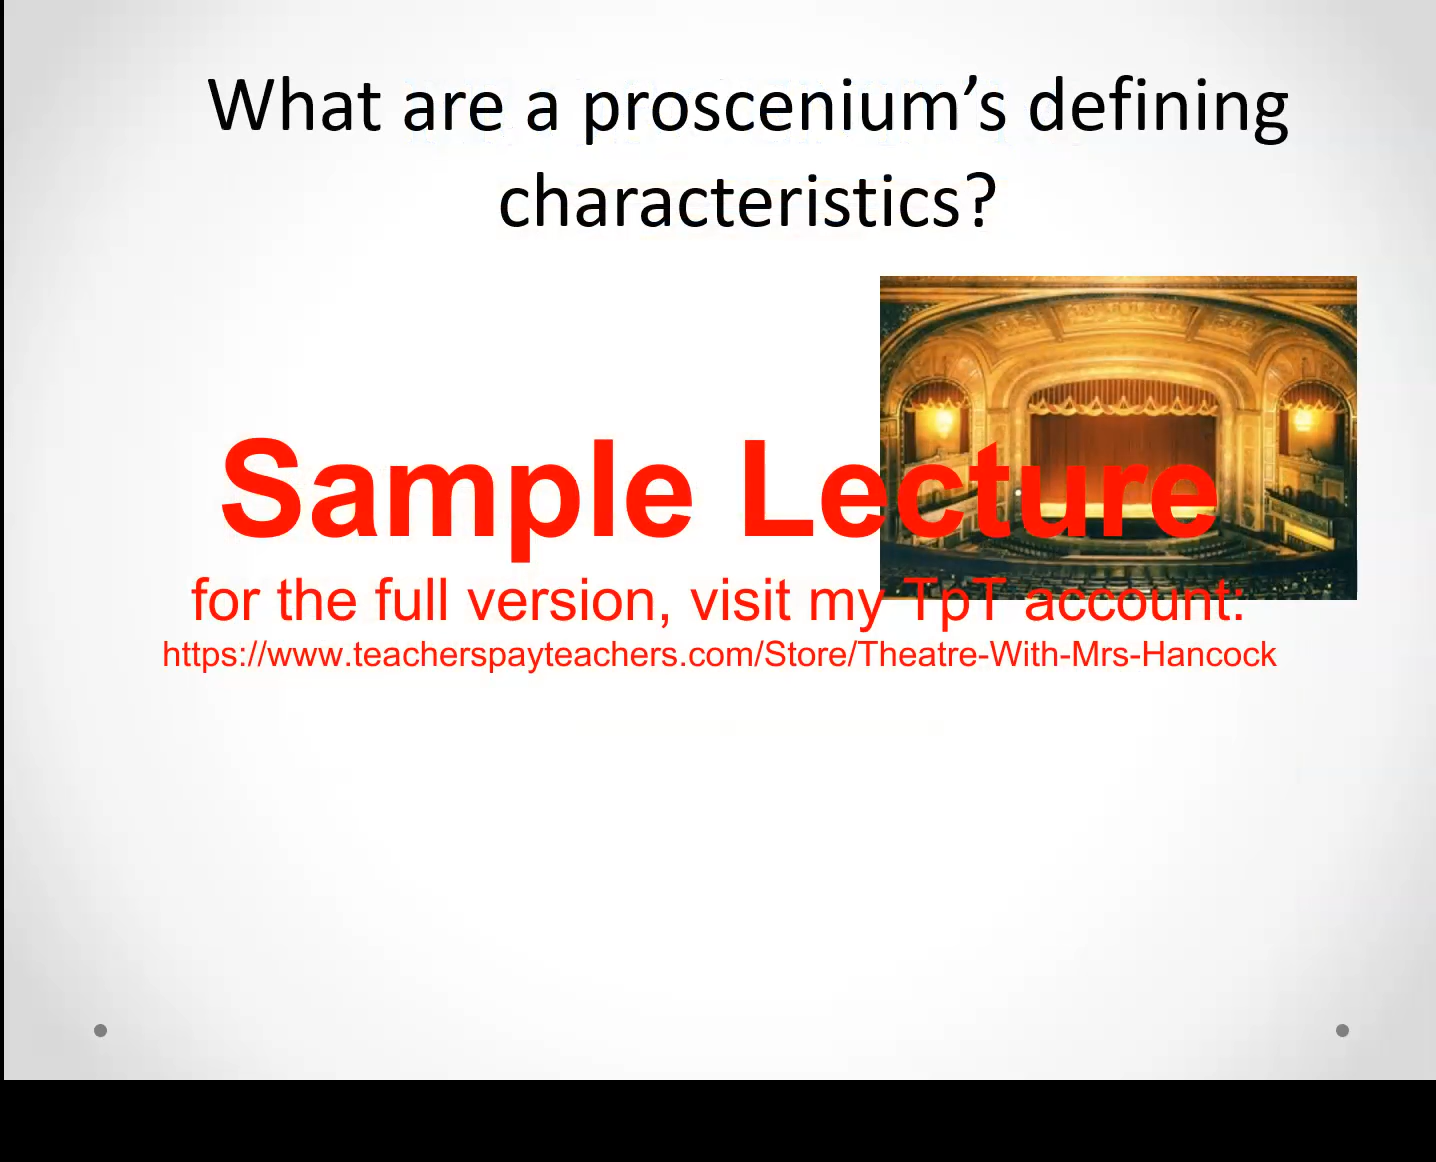 What are a proscenium’s defining
characteristics?
Sample Lecture
for the full version, visit my TpT account:
https://www.teacherspayteachers.com/Store/Theatre-With-Mrs-Hancock